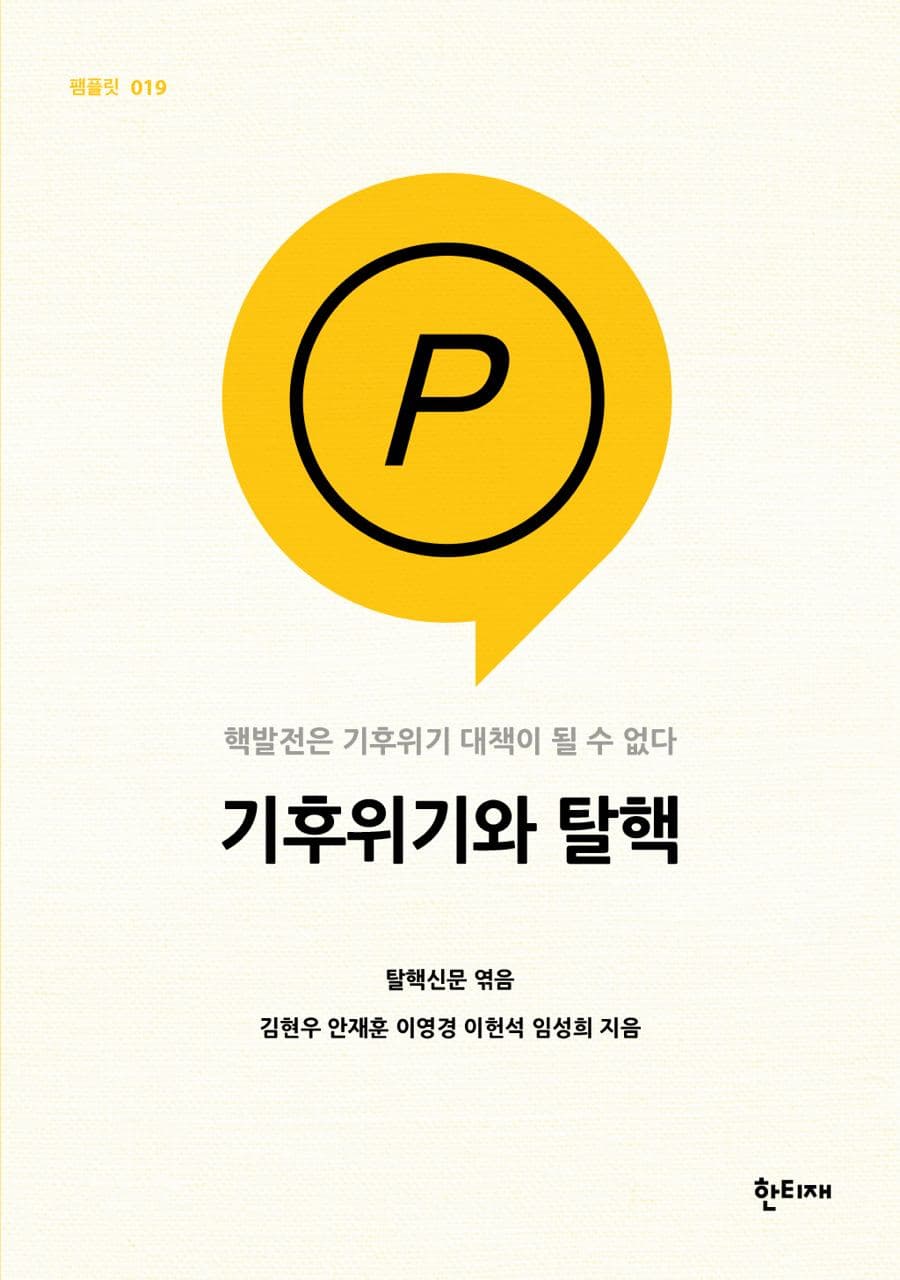 팸플릿 019
P
핵발전은 기후위기 대책이 될 수 없다
기후위기와 탈핵
탈핵신문 엮음
김현우 안재훈 이영경 이헌석 임성희 지음
한티재